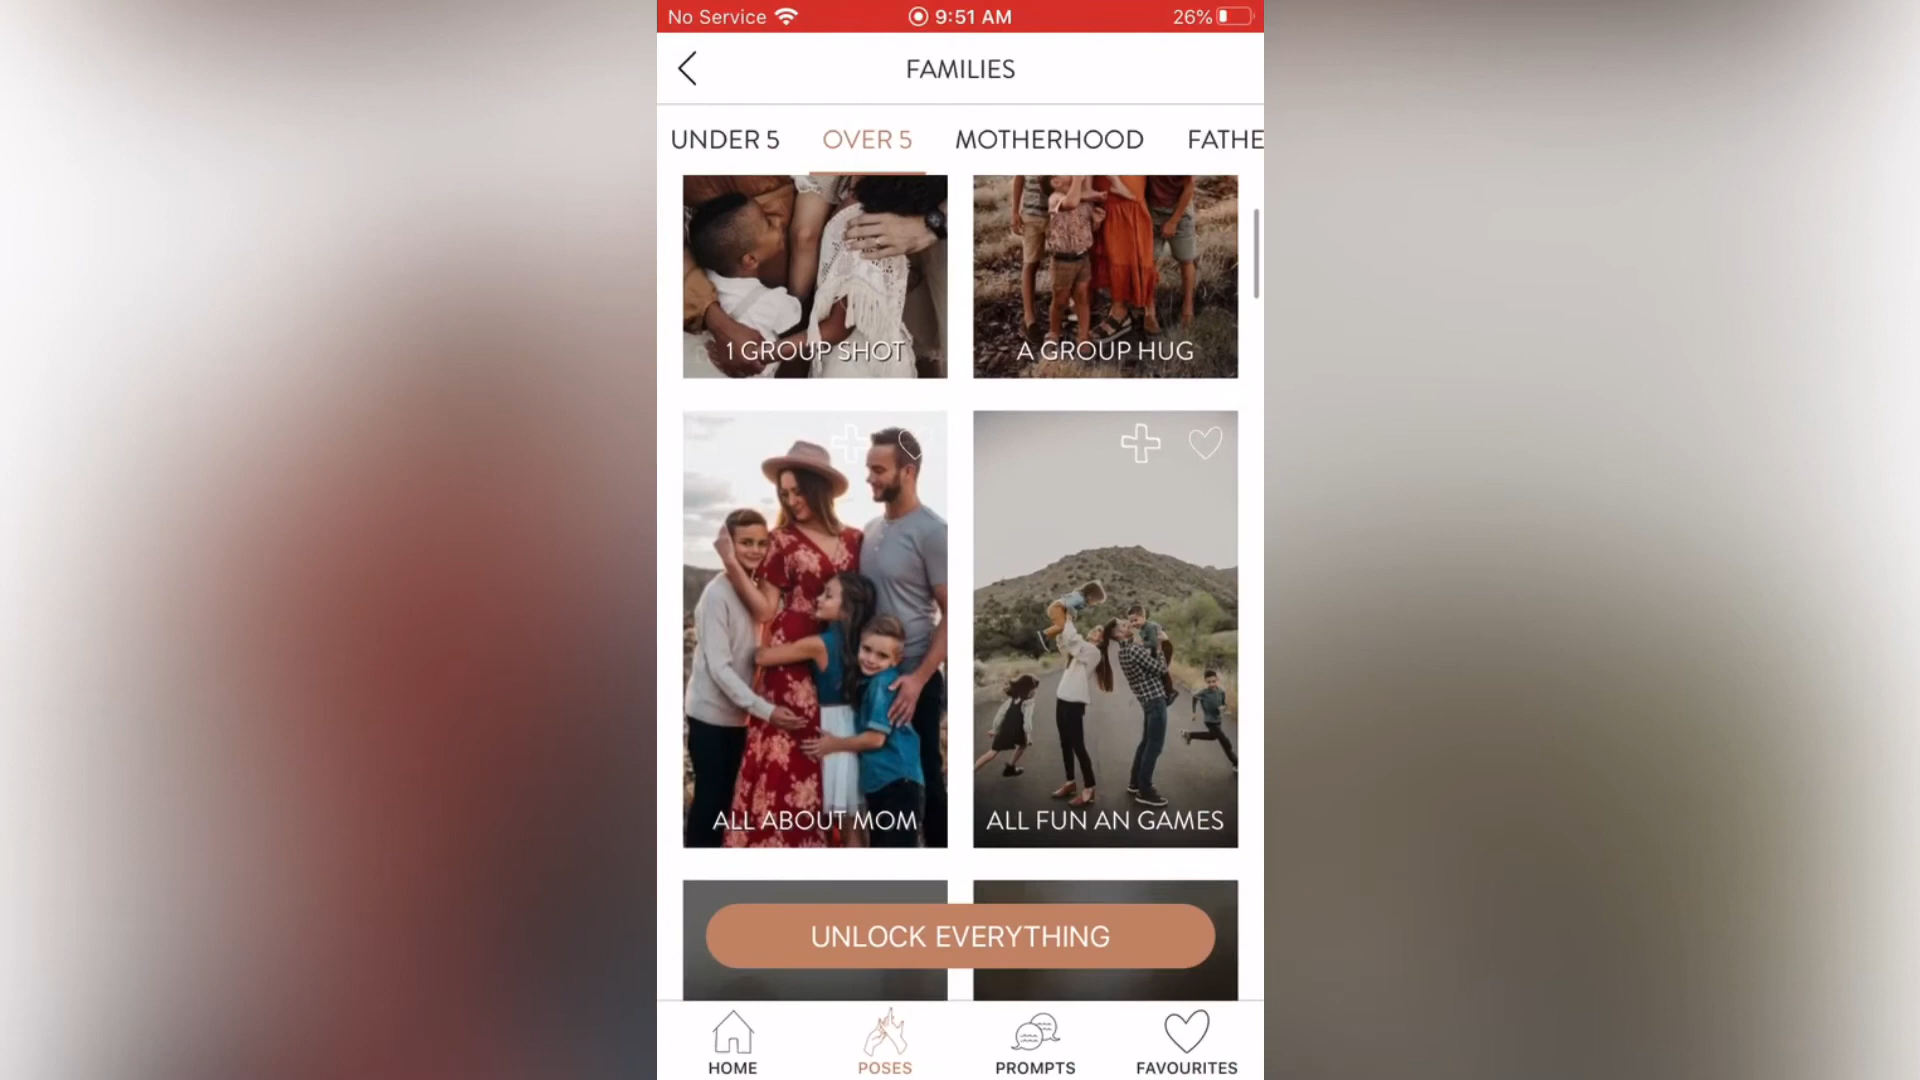 No Service 9:51 AM 26%
FAMILIES
UNDER 5 OVER 5 MOTHERHOOD FATHE
1 GROUP SHOT A GROUP HUG
ALL ABOUT MOM ALL FUN AN GAMES
UNLOCK EVERYTHING
HOME POSES PROMPTS FAVOURITES